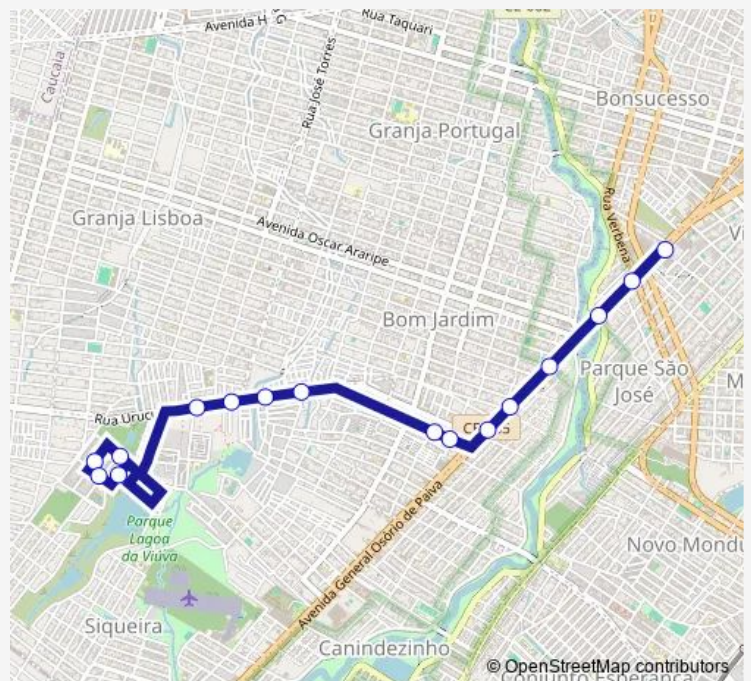 Avenida H
Rua Taquari
Caucaia
Rua José Torres
Bonsucesso
Granja Portugal
Granja Lisboa
Rua Verbena
Avenida Oscar Araripe
Bom Jardim
Parque São
José
Rua Uruc
Avenida General Osório de Paiva
Parque
Lagoa
da Viúva
Novo Mondu
Siqueira
Canindezinho
© OpenStreetMap contributors
Conjunto Esperança